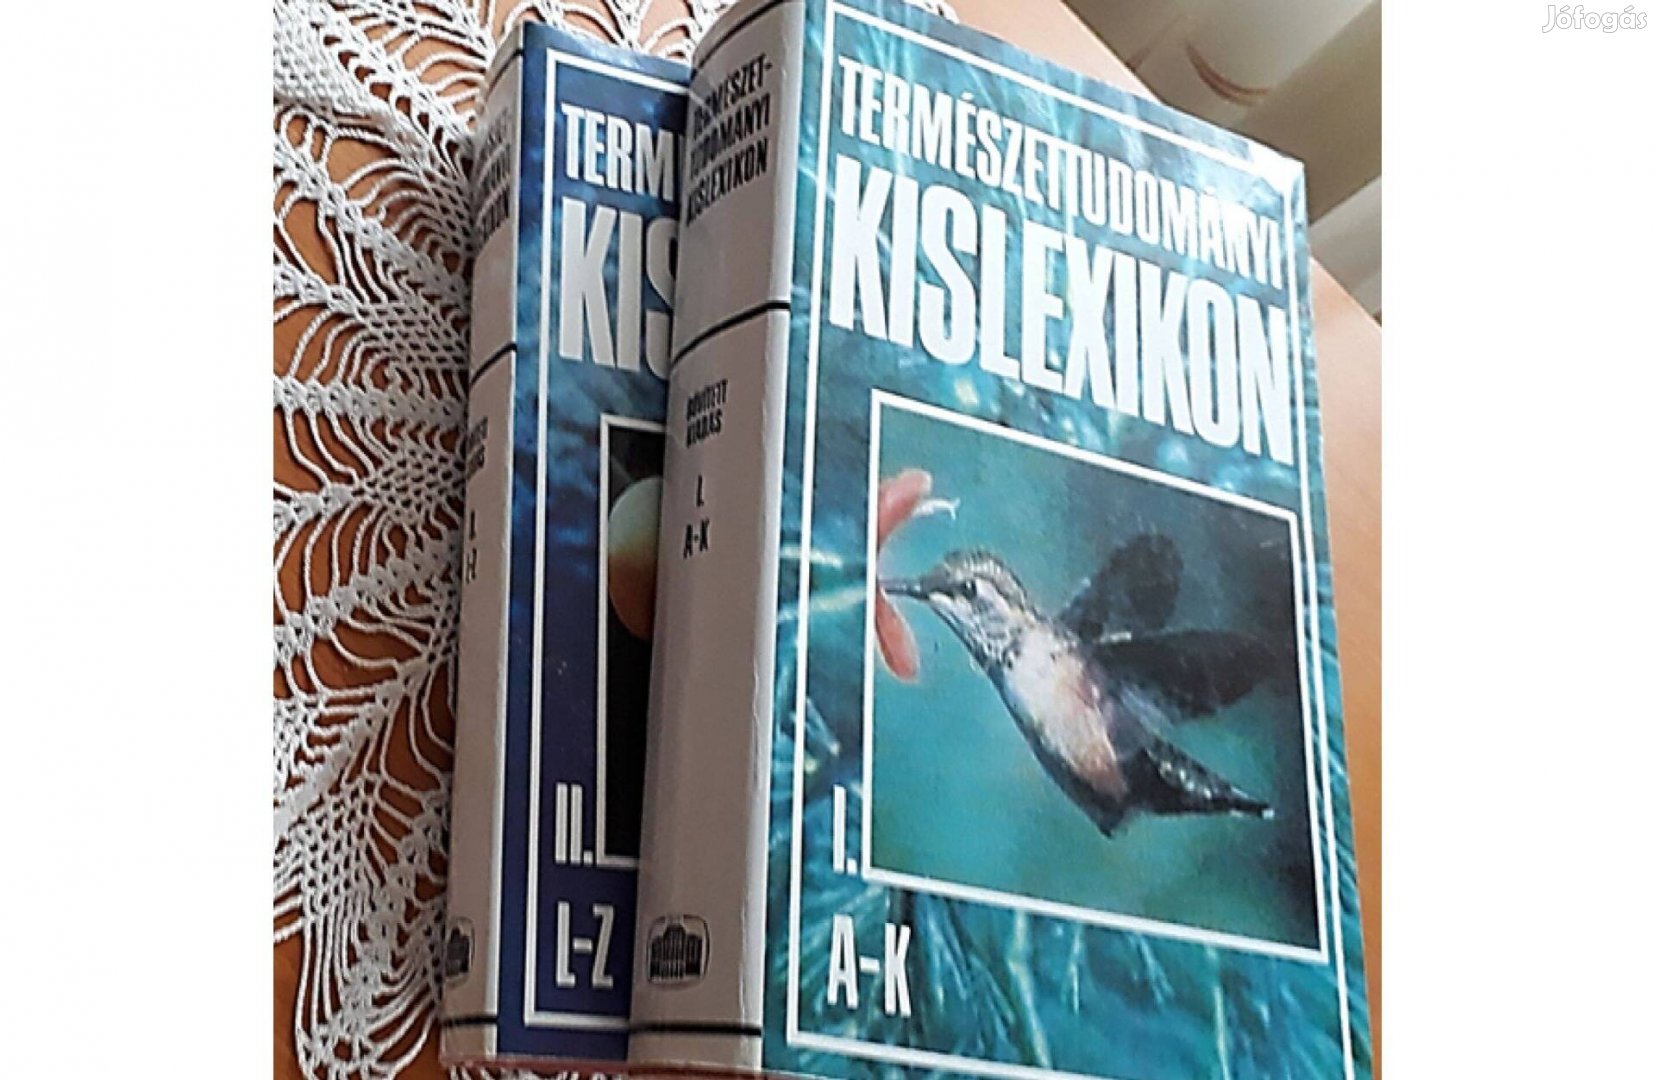 Jófogás
TERMÉSZETTUDOMÁNYI
KISLEXIKON
I.
A-K
TERMÉSZET-
TUDOMÁNYI
KISLEXIKON
BŐVÍTETT
KIADÁS
I.
A-K
TERM
KIS
II.
L-Z